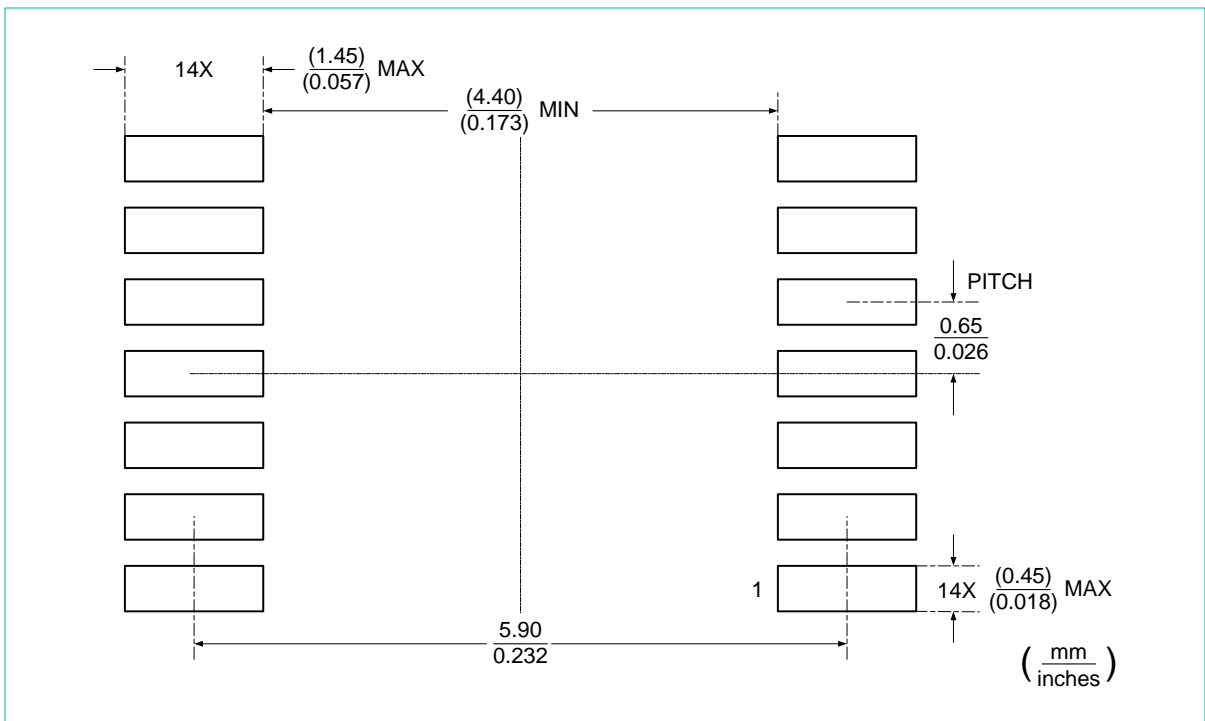 14X
(1.45)
(0.057) MAX
(4.40)
(0.173) MIN
PITCH
0.65
0.026
1
14X (0.45)
(0.018) MAX
5.90
0.232
( mm
inches )